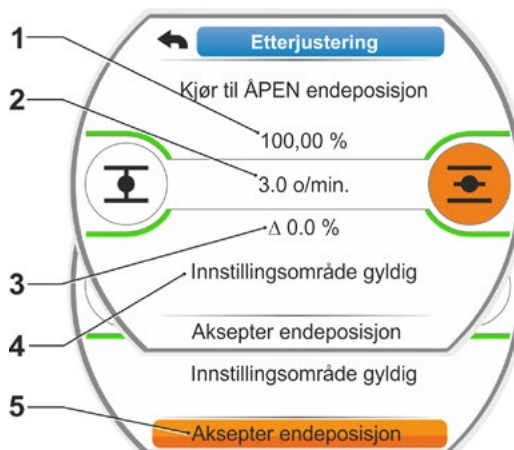 Etterjustering
Kjør til ÅPEN endeposisjon
1
100,00 %
2
3.0 o/min.
3
Δ 0.0 %
4
Innstillingsområde gyldig
Aksepter endeposisjon
Innstillingsområde gyldig
5
Aksepter endeposisjon